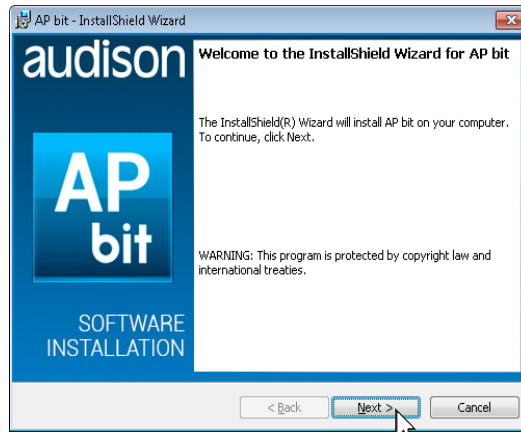 AP bit - InstallShield Wizard
audison
AP
bit
SOFTWARE
INSTALLATION
Welcome to the InstallShield Wizard for AP bit
The InstallShield(R) Wizard will install AP bit on your computer.
To continue, click Next.
WARNING: This program is protected by copyright law and
international treaties.
< Back
Next >
Cancel